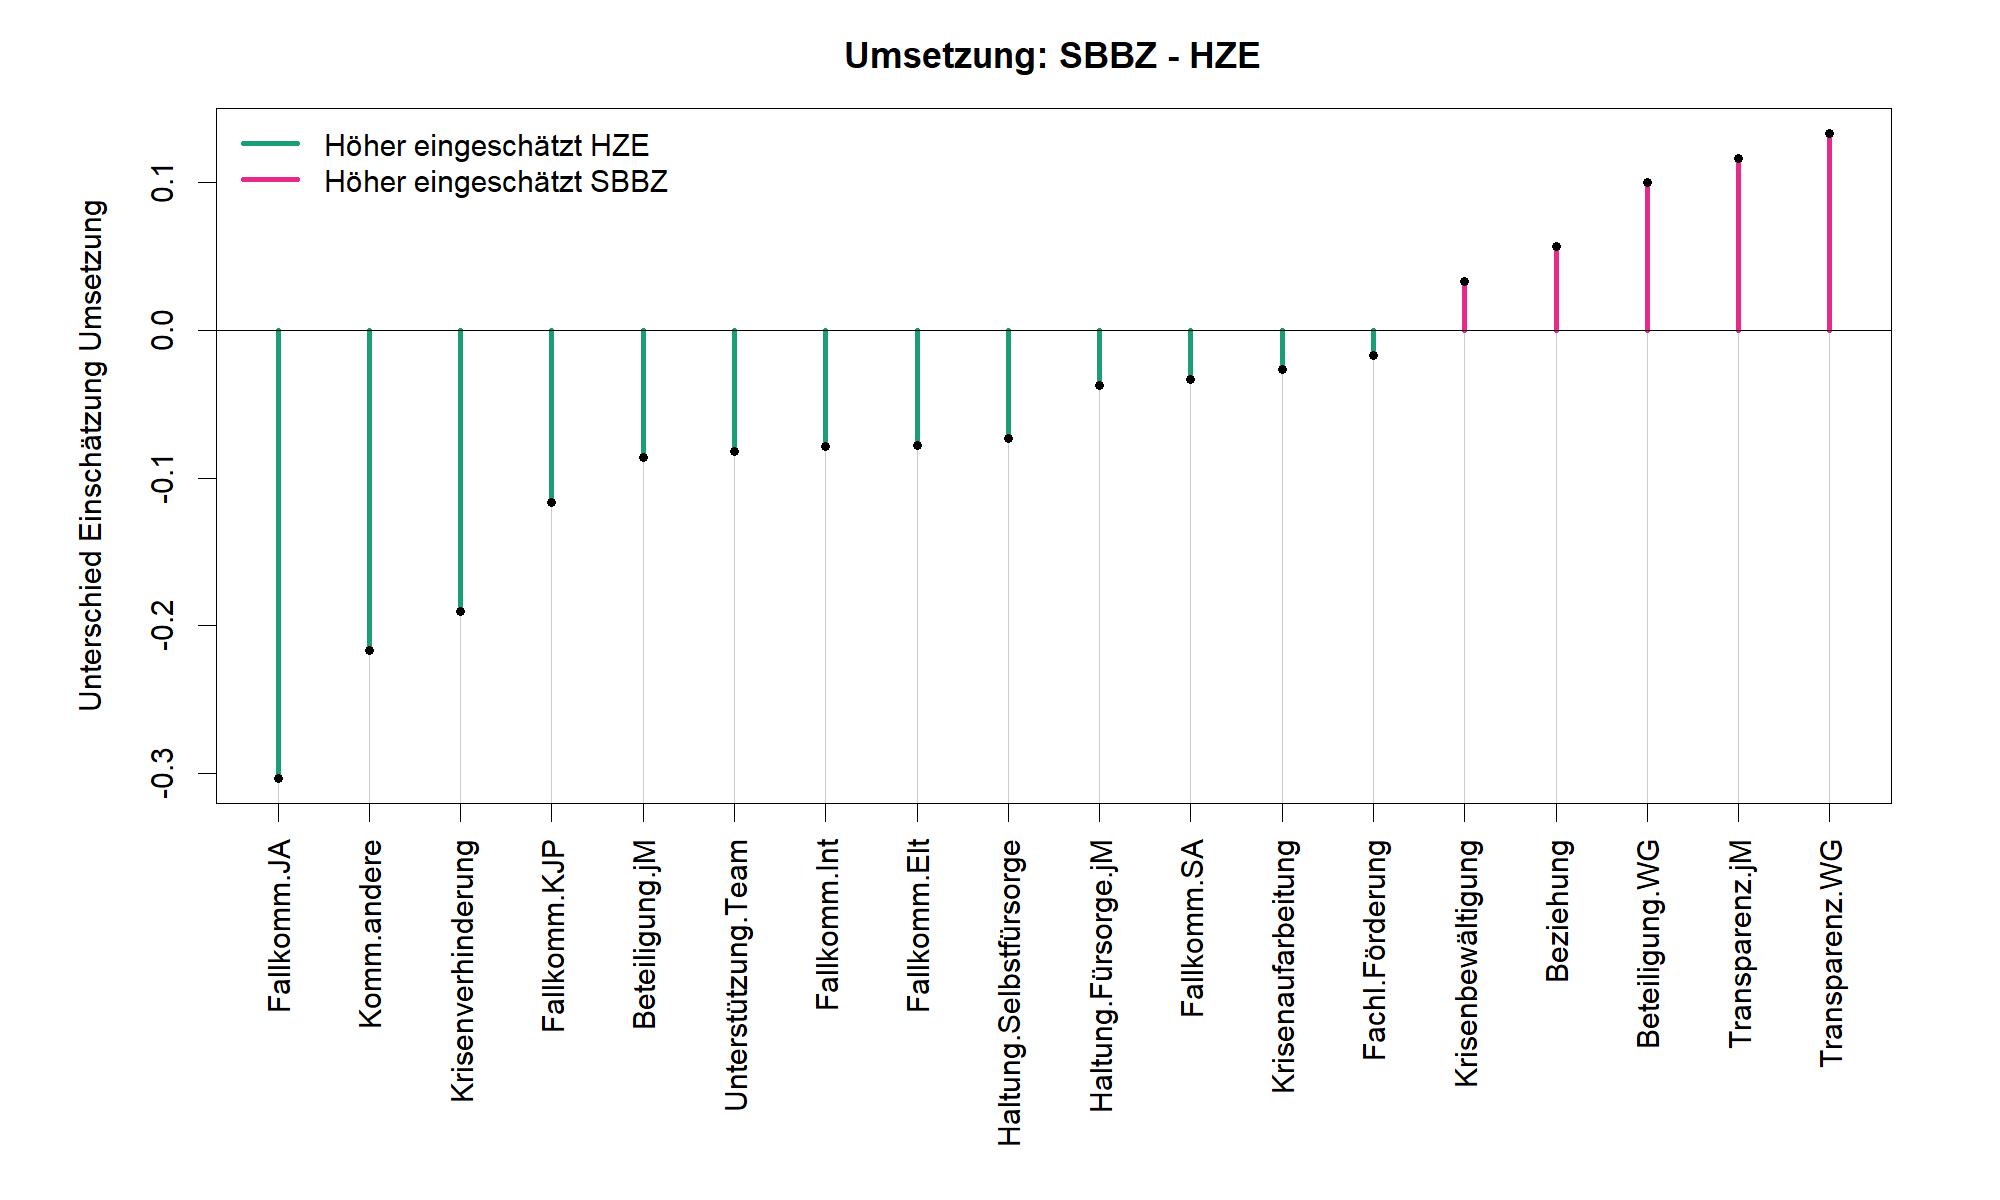 Umsetzung: SBBZ - HZE
Höher eingeschätzt HZE
Höher eingeschätzt SBBZ
Unterschied Einschätzung Umsetzung
0.1
0.0
-0.1
-0.2
-0.3
Fallkomm.JA
Komm.andere
Krisenverhinderung
Fallkomm.KJP
Beteiligung.jM
Unterstützung.Team
Fallkomm.Int
Fallkomm.Elt
Haltung.Selbstfürsorge
Haltung.Fürsorge.jM
Fallkomm.SA
Krisenaufarbeitung
Fachl.Förderung
Krisenbewältigung
Beziehung
Beteiligung.WG
Transparenz.jM
Transparenz.WG